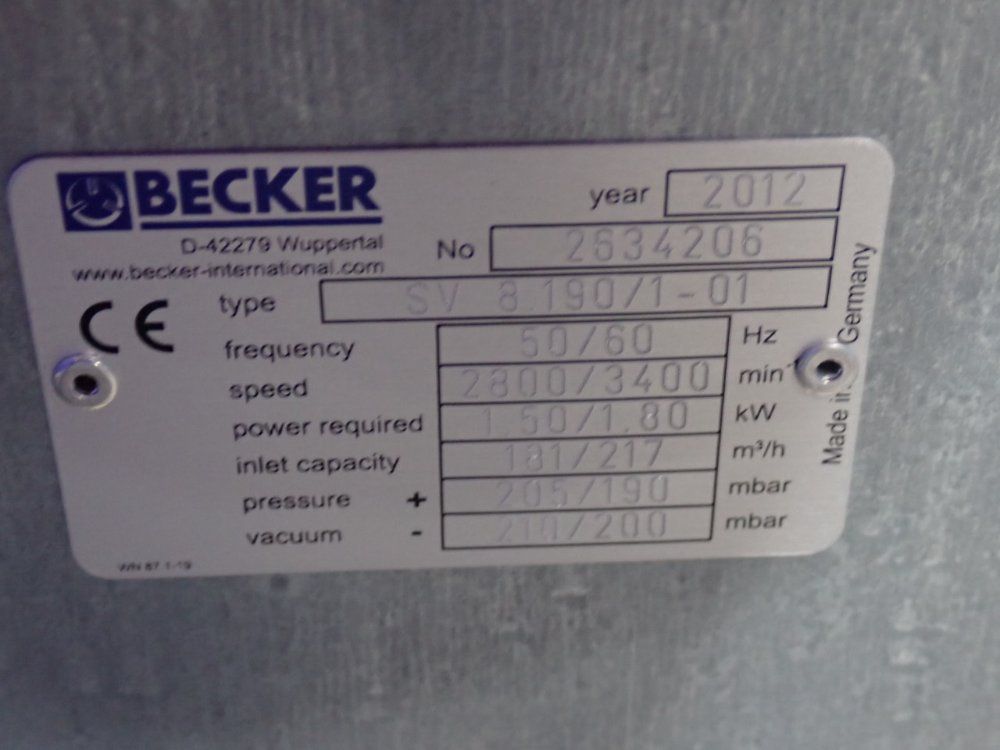 BECKER
D-42279 Wuppertal
www.becker-international.com
year 2012
No 2634206
type SV 8.190/1-01
CE
frequency 50/60 Hz
speed 2800/3400 min⁻¹
power required 1.50/1.80 kW
inlet capacity 181/217 m³/h
pressure + 205/190 mbar
vacuum - 210/200 mbar
Made in Germany
WN 87 1-19